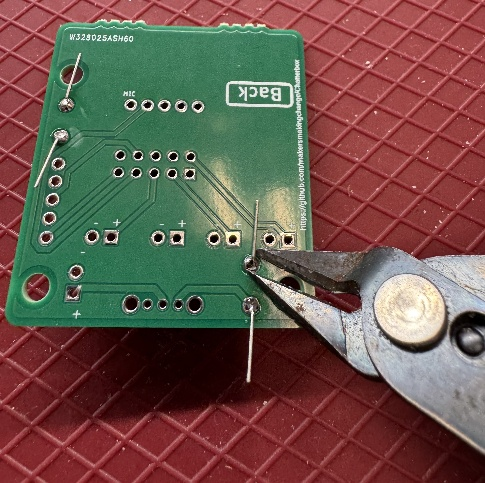 W328025ASH60
MIC
Back
https://github.com/makersmakingchange/Chatterbox
- +
- +
+